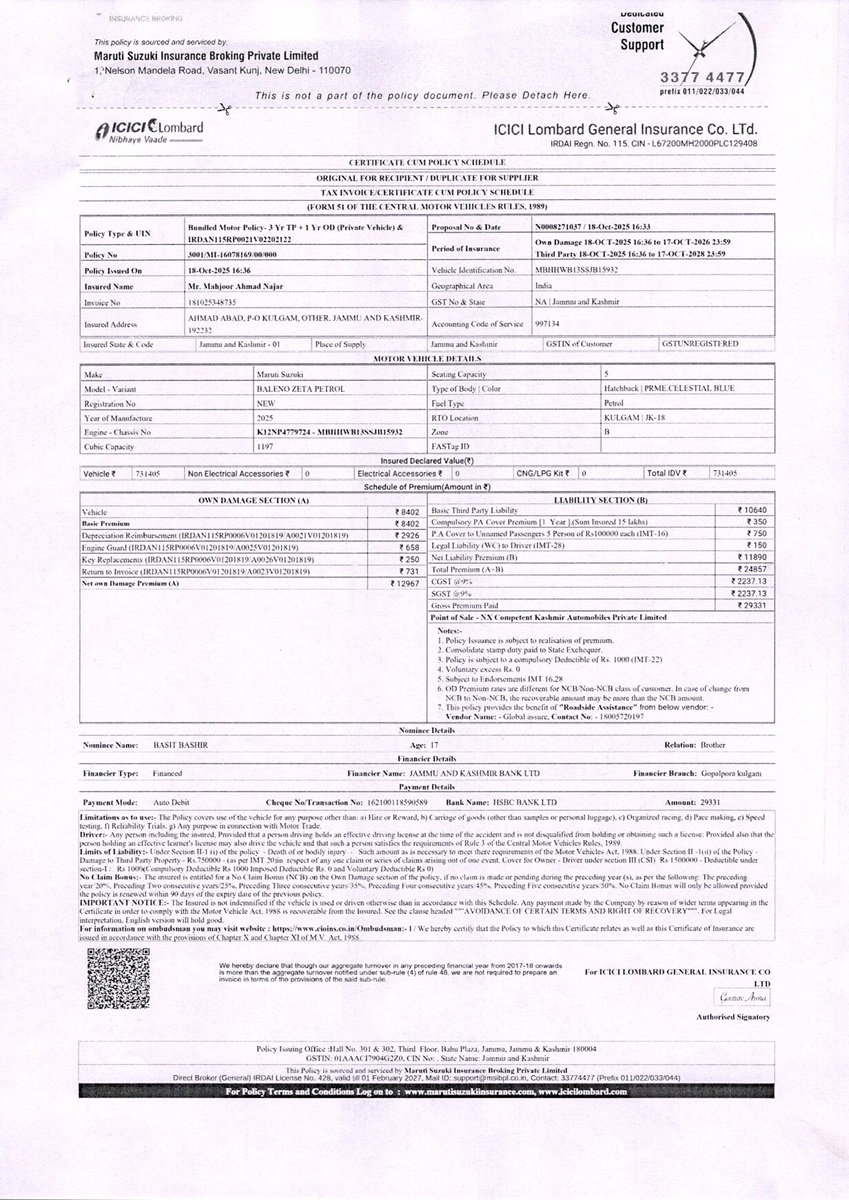 INSURANCE BROKING
This policy is sourced and serviced by:
Maruti Suzuki Insurance Broking Private Limited
1, Nelson Mandela Road, Vasant Kunj, New Delhi - 110070
Dedicated
Customer
Support
3377 4477
prefix 011/022/033/044
This is not a part of the policy document. Please Detach Here.
ICICI Lombard
Nibhaye Vaade
ICICI Lombard General Insurance Co. LTd.
IRDAI Regn. No. 115. CIN - L67200MH2000PLC129408
CERTIFICATE CUM POLICY SCHEDULE
ORIGINAL FOR RECIPIENT / DUPLICATE FOR SUPPLIER
TAX INVOICE/CERTIFICATE CUM POLICY SCHEDULE
(FORM 51 OF THE CENTRAL MOTOR VEHICLES RULES, 1989)
Policy Type & UIN Bundled Motor Policy- 3 Yr TP + 1 Yr OD (Private Vehicle) & IRDAN115RP0021V02202122
Proposal No & Date N0008271037 / 18-Oct-2025 16:33
Policy No 3001/MI-16078169/00/000
Period of Insurance Own Damage 18-OCT-2025 16:36 to 17-OCT-2026 23:59
Third Party 18-OCT-2025 16:36 to 17-OCT-2028 23:59
Policy Issued On 18-Oct-2025 16:36
Vehicle Identification No. MBHHWB13SSJB15932
Insured Name Mr. Mahjoor Ahmad Najar
Geographical Area India
Invoice No 181025348735
GST No & State NA | Jammu and Kashmir
Insured Address AHMAD ABAD, P-O KULGAM, OTHER, JAMMU AND KASHMIR-
192232
Accounting Code of Service 997134
Insured State & Code Jammu and Kashmir - 01 Place of Supply Jammu and Kashmir GSTIN of Customer GSTUNREGISTERED
MOTOR VEHICLE DETAILS
Make Maruti Suzuki Seating Capacity 5
Model - Variant BALENO ZETA PETROL Type of Body | Color Hatchback | PRME.CELESTIAL BLUE
Registration No NEW Fuel Type Petrol
Year of Manufacture 2025 RTO Location KULGAM | JK-18
Engine - Chassis No K12NP4779724 - MBHHWB13SSJB15932 Zone B
Cubic Capacity 1197 FASTag ID
Insured Declared Value(₹)
Vehicle ₹ 731405 Non Electrical Accessories ₹ 0 Electrical Accessories ₹ 0 CNG/LPG Kit ₹ 0 Total IDV ₹ 731405
Schedule of Premium(Amount in ₹)
OWN DAMAGE SECTION (A)
Vehicle ₹ 8402
Basic Premium ₹ 8402
Depreciation Reimbursement (IRDAN115RP0006V01201819/A0021V01201819) ₹ 2926
Engine Guard (IRDAN115RP0006V01201819/A0025V01201819) ₹ 658
Key Replacements (IRDAN115RP0006V01201819/A0026V01201819) ₹ 250
Return to Invoice (IRDAN115RP0006V01201819/A0023V01201819) ₹ 731
Net own Damage Premium (A) ₹ 12967
LIABILITY SECTION (B)
Basic Third Party Liability ₹ 10640
Compulsory PA Cover Premium [1 Year ].(Sum Insured 15 lakhs) ₹ 350
P.A Cover to Unnamed Passengers 5 Person of Rs100000 each (IMT-16) ₹ 750
Legal Liability (WC) to Driver (IMT-28) ₹ 150
Net Liability Premium (B) ₹ 11890
Total Premium (A+B) ₹ 24857
CGST @9% ₹ 2237.13
SGST @9% ₹ 2237.13
Gross Premium Paid ₹ 29331
Point of Sale - NX Competent Kashmir Automobiles Private Limited
Notes:-
1. Policy Issuance is subject to realisation of premium.
2. Consolidate stamp duty paid to State Exchequer.
3. Policy is subject to a compulsory Deductible of Rs. 1000 (IMT-22)
4. Voluntary excess Rs. 0
5. Subject to Endorsements IMT 16,28
6. OD Premium rates are different for NCB/Non-NCB class of customer. In case of change from
NCB to Non-NCB, the recoverable amount may be more than the NCB amount.
7. This policy provides the benefit of "Roadside Assistance" from below vendor: -
Vendor Name: - Global assure, Contact No: - 18005720197
Nominee Details
Nominee Name: BASIT BASHIR Age: 17 Relation: Brother
Financier Details
Financier Type: Financed Financier Name: JAMMU AND KASHMIR BANK LTD Financier Branch: Gopalpora kulgam
Payment Details
Payment Mode: Auto Debit Cheque No/Transaction No: 162100118590589 Bank Name: HSBC BANK LTD Amount: 29331
Limitations as to use:- The Policy covers use of the vehicle for any purpose other than: a) Hire or Reward, b) Carriage of goods (other than samples or personal luggage), c) Organized racing, d) Pace making, e) Speed
testing, f) Reliability Trials, g) Any purpose in connection with Motor Trade.
Driver:- Any person including the insured, Provided that a person driving holds an effective driving license at the time of the accident and is not disqualified from holding or obtaining such a license; Provided also that the
person holding an effective learner's license may also drive the vehicle and that such a person satisfies the requirements of Rule 3 of the Central Motor Vehicles Rules, 1989.
Limits of Liability:- Under Section II-1 (i) of the policy - Death of or bodily injury - Such amount as is necessary to meet there requirements of the Motor Vehicles Act, 1988. Under Section II -1(ii) of the Policy -
Damage to Third Party Property - Rs.750000 - (as per IMT 20)in respect of any one claim or series of claims arising out of one event. Cover for Owner - Driver under section III (CSI) Rs 1500000 - Deductible under
section-I : Rs 1000(Compulsory Deductible Rs 1000 Imposed Deductible Rs. 0 and Voluntary Deductible Rs 0)
No Claim Bonus:- The insured is entitled for a No Claim Bonus (NCB) on the Own Damage section of the policy, if no claim is made or pending during the preceding year (s), as per the following: The preceding
year/20%, Preceding Two consecutive years/25%, Preceding Three consecutive years/35%, Preceding Four consecutive years/45%, Preceding Five consecutive years/50%. No Claim Bonus will only be allowed provided
the policy is renewed within 90 days of the expiry date of the previous policy.
IMPORTANT NOTICE:- The Insured is not indemnified if the vehicle is used or driven otherwise than in accordance with this Schedule. Any payment made by the Company by reason of wider terms appearing in the
Certificate in order to comply with the Motor Vehicle Act, 1988 is recoverable from the Insured. See the clause headed """AVOIDANCE OF CERTAIN TERMS AND RIGHT OF RECOVERY""". For Legal
interpretation, English version will hold good.
For information on ombudsman you may visit website : https://www.cioins.co.in/Ombudsman:- I / We hereby certify that the Policy to which this Certificate relates as well as this Certificate of Insurance are
issued in accordance with the provisions of Chapter X and Chapter XI of M.V. Act, 1988.
We hereby declare that though our aggregate turnover in any preceding financial year from 2017-18 onwards
is more than the aggregate turnover notified under sub-rule (4) of rule 48, we are not required to prepare an
invoice in terms of the provisions of the said sub-rule.
For ICICI LOMBARD GENERAL INSURANCE CO
LTD
Gourav Arora
Authorised Signatory
Policy Issuing Office :Hall No. 301 & 302, Third Floor, Bahu Plaza, Jammu, Jammu & Kashmir 180004
GSTIN: 01AAACI7904G2Z0, CIN No: . State Name: Jammu and Kashmir
This Policy is sourced and serviced by Maruti Suzuki Insurance Broking Private Limited
Direct Broker (General) IRDAI License No. 428, valid till 01 February 2027, Mail ID: support@msibpl.co.in, Contact: 33774477 (Prefix 011/022/033/044)
For Policy Terms and Conditions Log on to : www.marutisuzukiinsurance.com, www.icicilombard.com